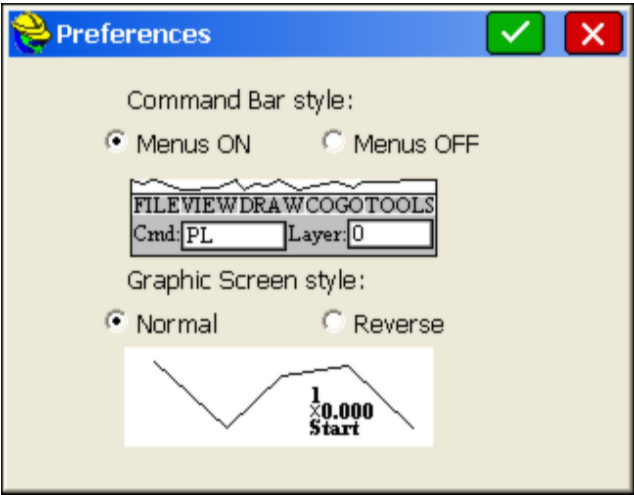 Preferences
Command Bar style:
Menus ON Menus OFF
FILEVIEWDRAWCOGOTOOLS
Cmd: PL Layer: 0
Graphic Screen style:
Normal Reverse
1
×0.000
Start